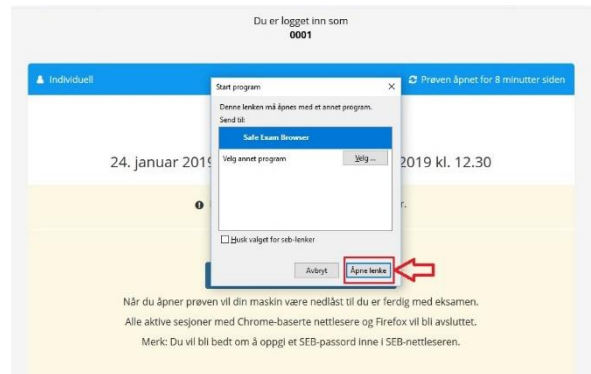 Du er logget inn som
0001
Individuell
Prøven åpnet for 8 minutter siden
Start program
Denne lenken må åpnes med et annet program.
Send til:
Safe Exam Browser
Velg annet program
Velg ...
24. januar 2019
2019 kl. 12.30
r.
Husk valget for seb-lenker
Avbryt
Åpne lenke
Når du åpner prøven vil din maskin være nedlåst til du er ferdig med eksamen.
Alle aktive sesjoner med Chrome-baserte nettlesere og Firefox vil bli avsluttet.
Merk: Du vil bli bedt om å oppgi et SEB-passord inne i SEB-nettleseren.